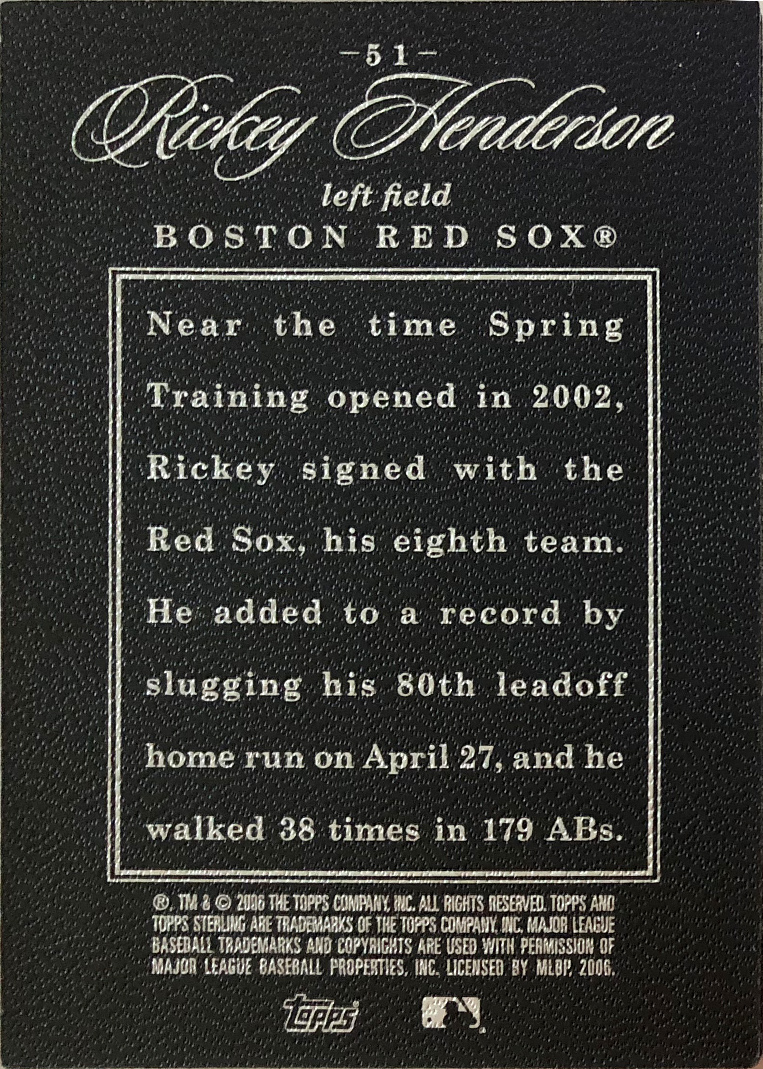 -51-
Rickey Henderson
left field
BOSTON RED SOX®
Near the time Spring
Training opened in 2002,
Rickey signed with the
Red Sox, his eighth team.
He added to a record by
slugging his 80th leadoff
home run on April 27, and he
walked 38 times in 179 ABs.
®, TM & © 2006 THE TOPPS COMPANY, INC. ALL RIGHTS RESERVED. TOPPS AND
TOPPS STERLING ARE TRADEMARKS OF THE TOPPS COMPANY, INC. MAJOR LEAGUE
BASEBALL TRADEMARKS AND COPYRIGHTS ARE USED WITH PERMISSION OF
MAJOR LEAGUE BASEBALL PROPERTIES, INC. LICENSED BY MLBP 2006.
Topps®